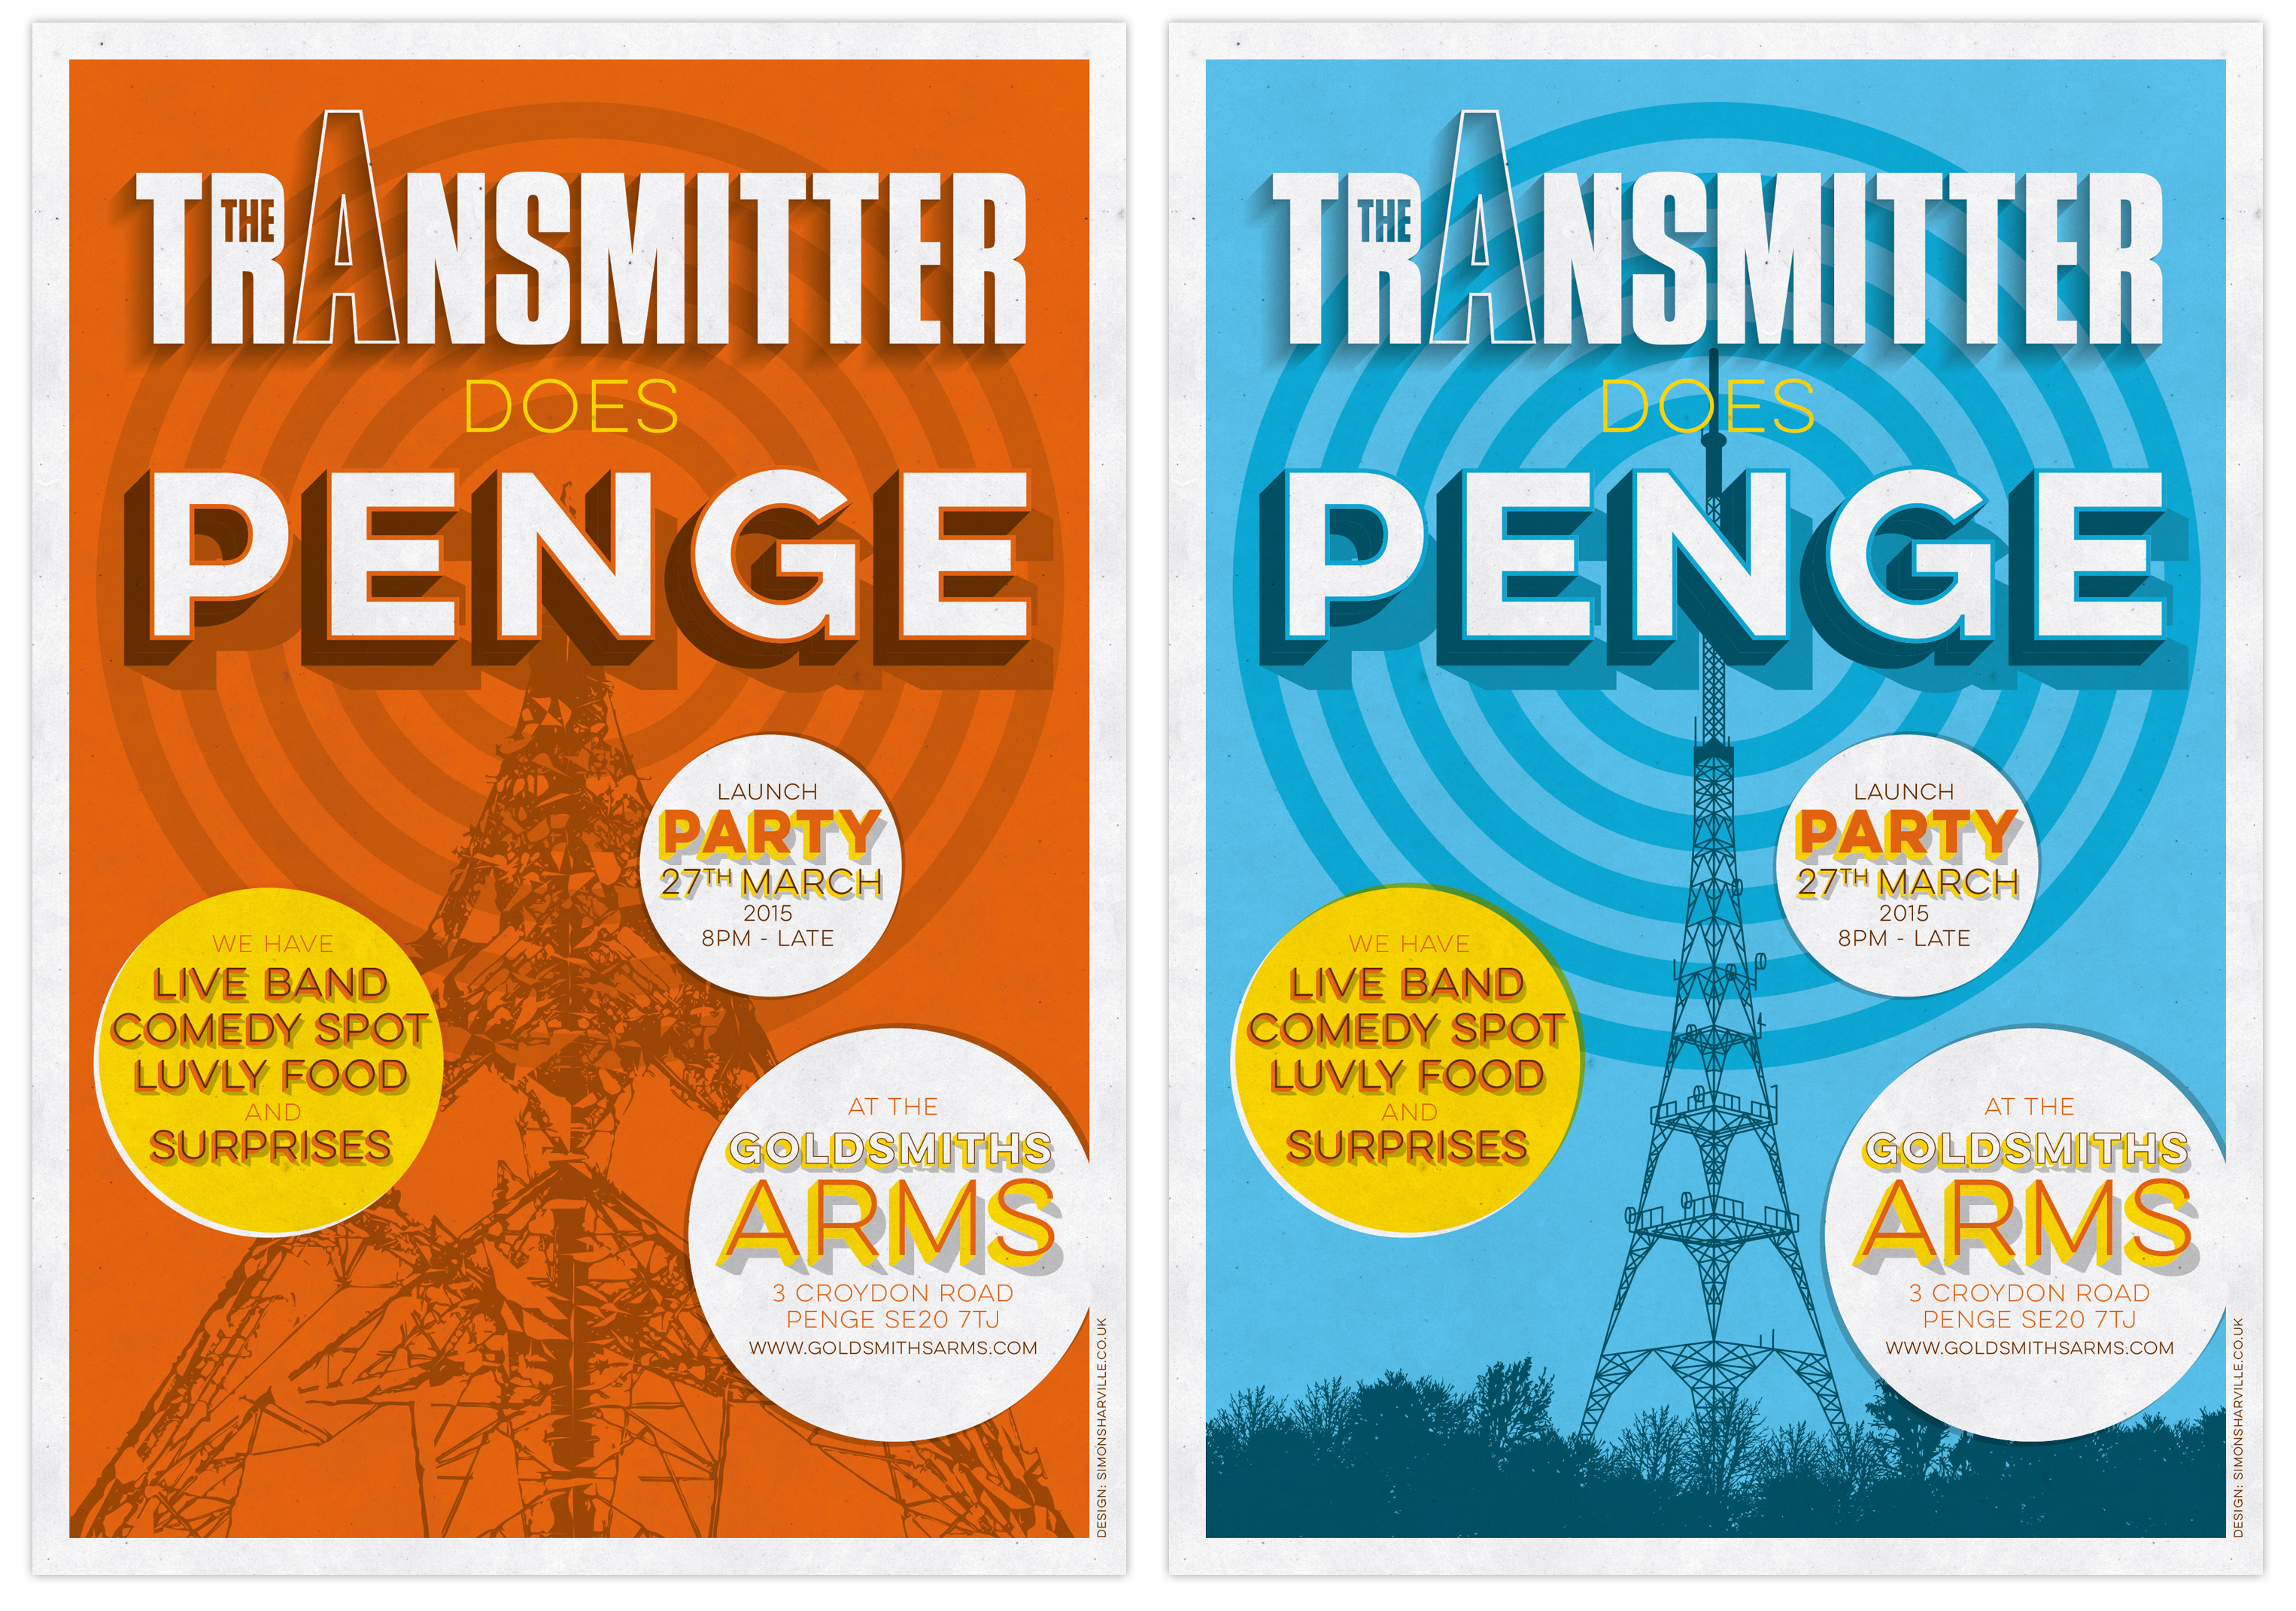 THE
TRANSMITTER
DOES
PENGE
LAUNCH
PARTY
27TH MARCH
2015
8PM - LATE
WE HAVE
LIVE BAND
COMEDY SPOT
LUVLY FOOD
AND
SURPRISES
AT THE
GOLDSMITHS
ARMS
3 CROYDON ROAD
PENGE SE20 7TJ
WWW.GOLDSMITHSARMS.COM
DESIGN: SIMONSHARVILLE.CO.UK
THE
TRANSMITTER
DOES
PENGE
LAUNCH
PARTY
27TH MARCH
2015
8PM - LATE
WE HAVE
LIVE BAND
COMEDY SPOT
LUVLY FOOD
AND
SURPRISES
AT THE
GOLDSMITHS
ARMS
3 CROYDON ROAD
PENGE SE20 7TJ
WWW.GOLDSMITHSARMS.COM
DESIGN: SIMONSHARVILLE.CO.UK